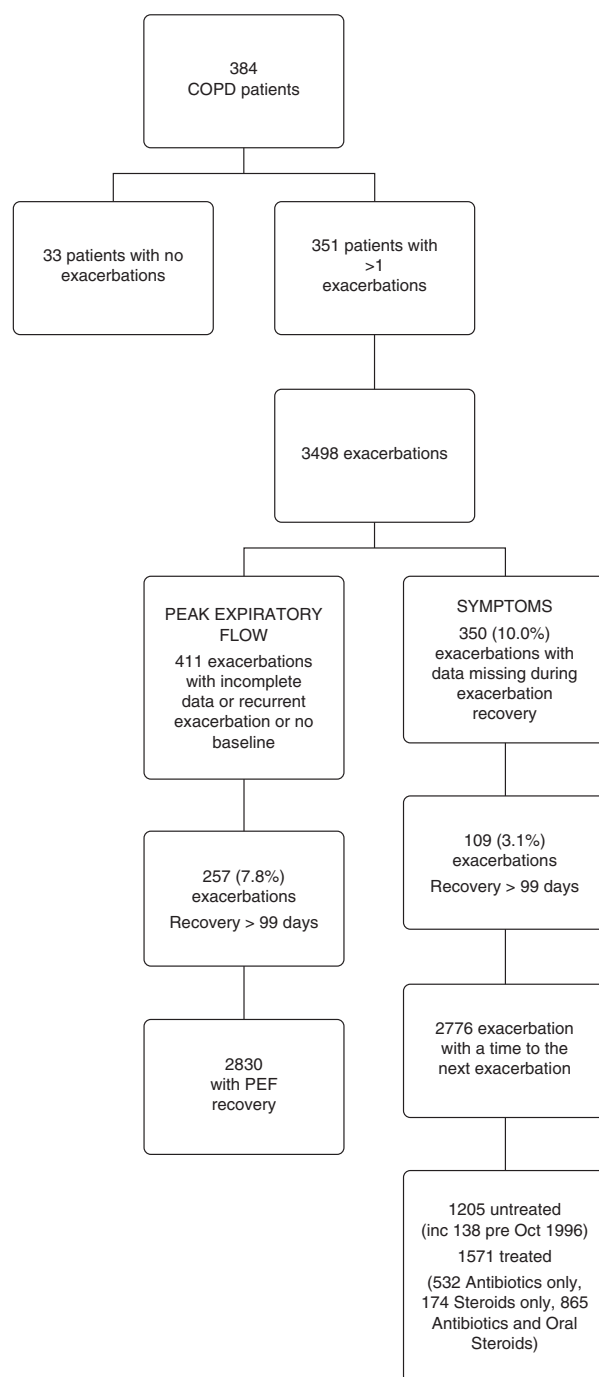 384
COPD patients
33 patients with no
exacerbations
351 patients with
>1
exacerbations
3498 exacerbations
PEAK EXPIRATORY
FLOW
411 exacerbations
with incomplete
data or recurrent
exacerbation or no
baseline
SYMPTOMS
350 (10.0%)
exacerbations with
data missing during
exacerbation
recovery
257 (7.8%)
exacerbations
Recovery > 99 days
109 (3.1%)
exacerbations
Recovery > 99 days
2830
with PEF
recovery
2776 exacerbation
with a time to the
next exacerbation
1205 untreated
(inc 138 pre Oct 1996)
1571 treated
(532 Antibiotics only,
174 Steroids only, 865
Antibiotics and Oral
Steroids)